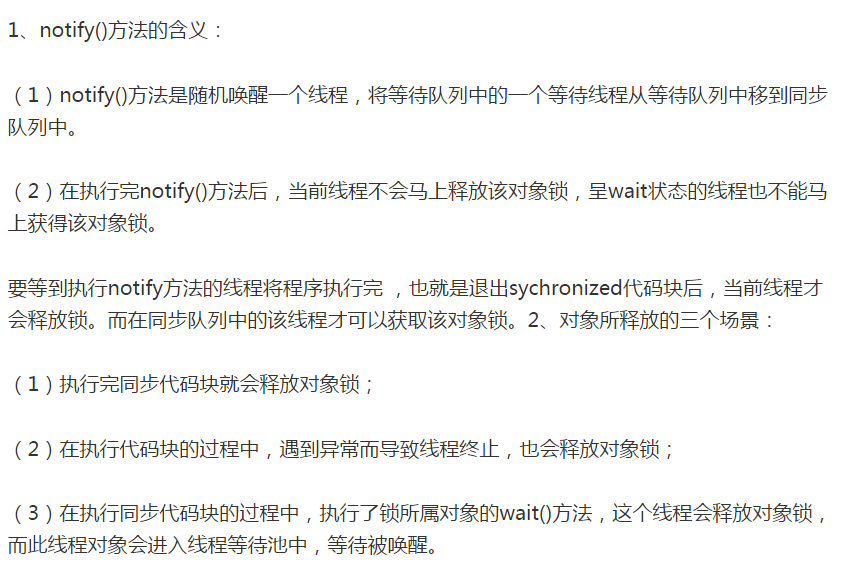 1、notify()方法的含义：
（1）notify()方法是随机唤醒一个线程，将等待队列中的一个等待线程从等待队列中移到同步
队列中。
（2）在执行完notify()方法后，当前线程不会马上释放该对象锁，呈wait状态的线程也不能马
上获得该对象锁。
要等到执行notify方法的线程将程序执行完 ，也就是退出sychronized代码块后，当前线程才
会释放锁。而在同步队列中的该线程才可以获取该对象锁。2、对象所释放的三个场景：
（1）执行完同步代码块就会释放对象锁；
（2）在执行代码块的过程中，遇到异常而导致线程终止，也会释放对象锁；
（3）在执行同步代码块的过程中，执行了锁所属对象的wait()方法，这个线程会释放对象锁，
而此线程对象会进入线程等待池中，等待被唤醒。